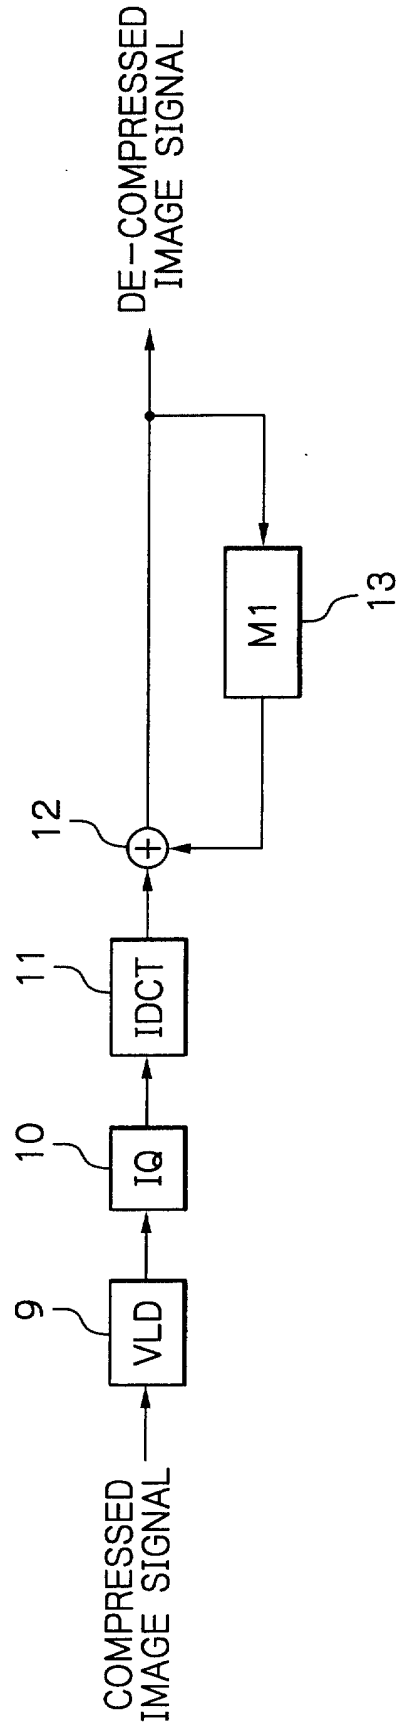 COMPRESSED
IMAGE SIGNAL
9
VLD
10
IQ
11
IDCT
12
+
M1
13
DE-COMPRESSED
IMAGE SIGNAL